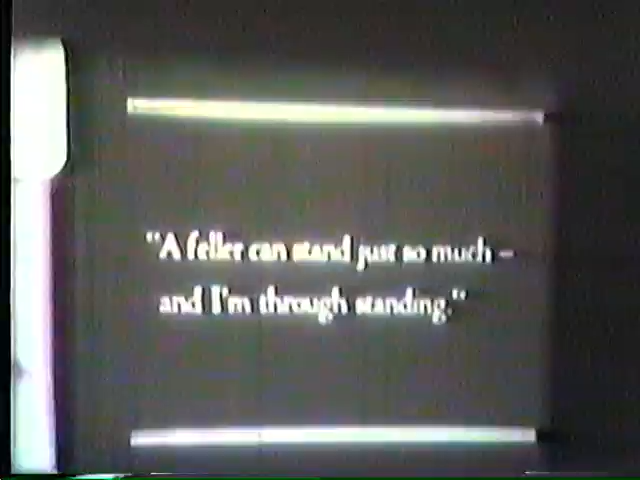 "A feller can stand just so much –
and I'm through standing."